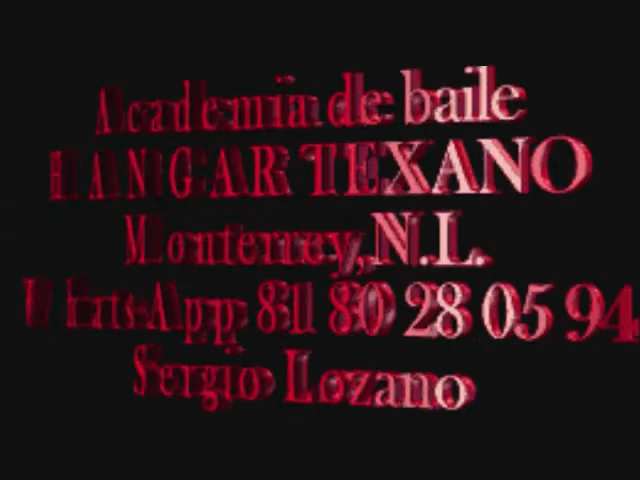 Academia de baile
HANGAR TEXANO
Monterrey, N.L.
WhatsApp 81 80 28 05 94
Sergio Lozano